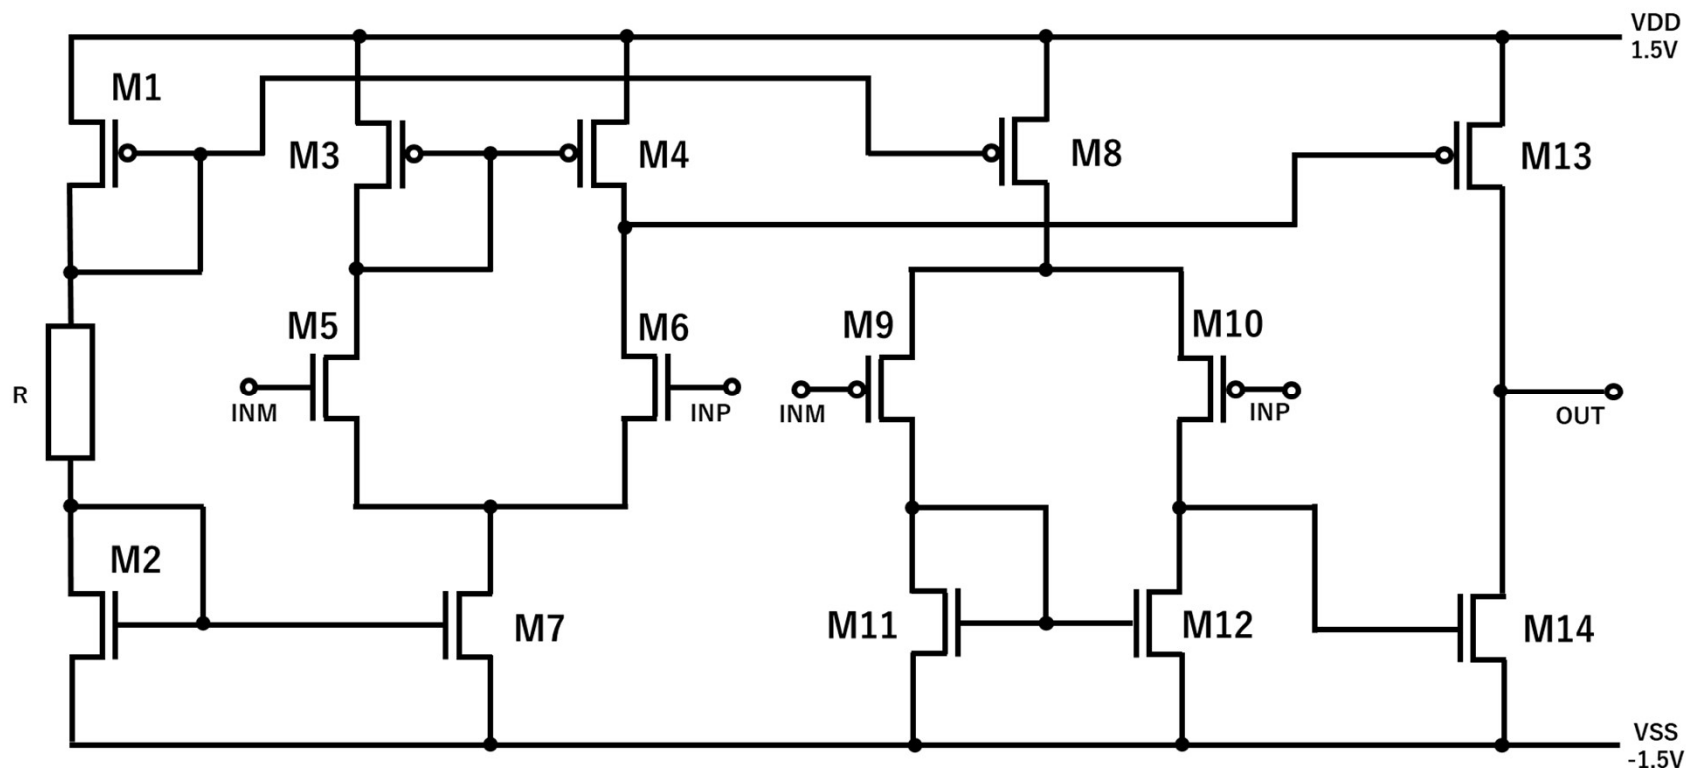 VDD
1.5V
M1
M3
M4
M8
M13
M5
M6
M9
M10
R
INM
INP
INM
INP
OUT
M2
M7
M11
M12
M14
VSS
-1.5V